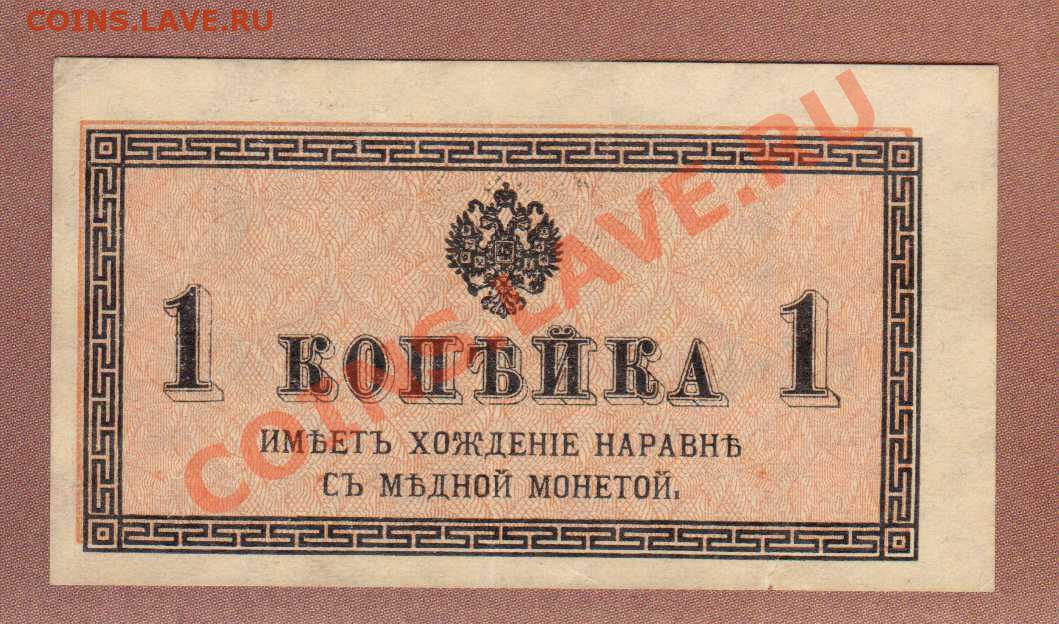 COINS.LAVE.RU
1 КОПѢЙКА 1
ИМѢЕТЪ ХОЖДЕНІЕ НАРАВНѢ
СЪ МѢДНОЙ МОНЕТОЙ.
COINS.LAVE.RU